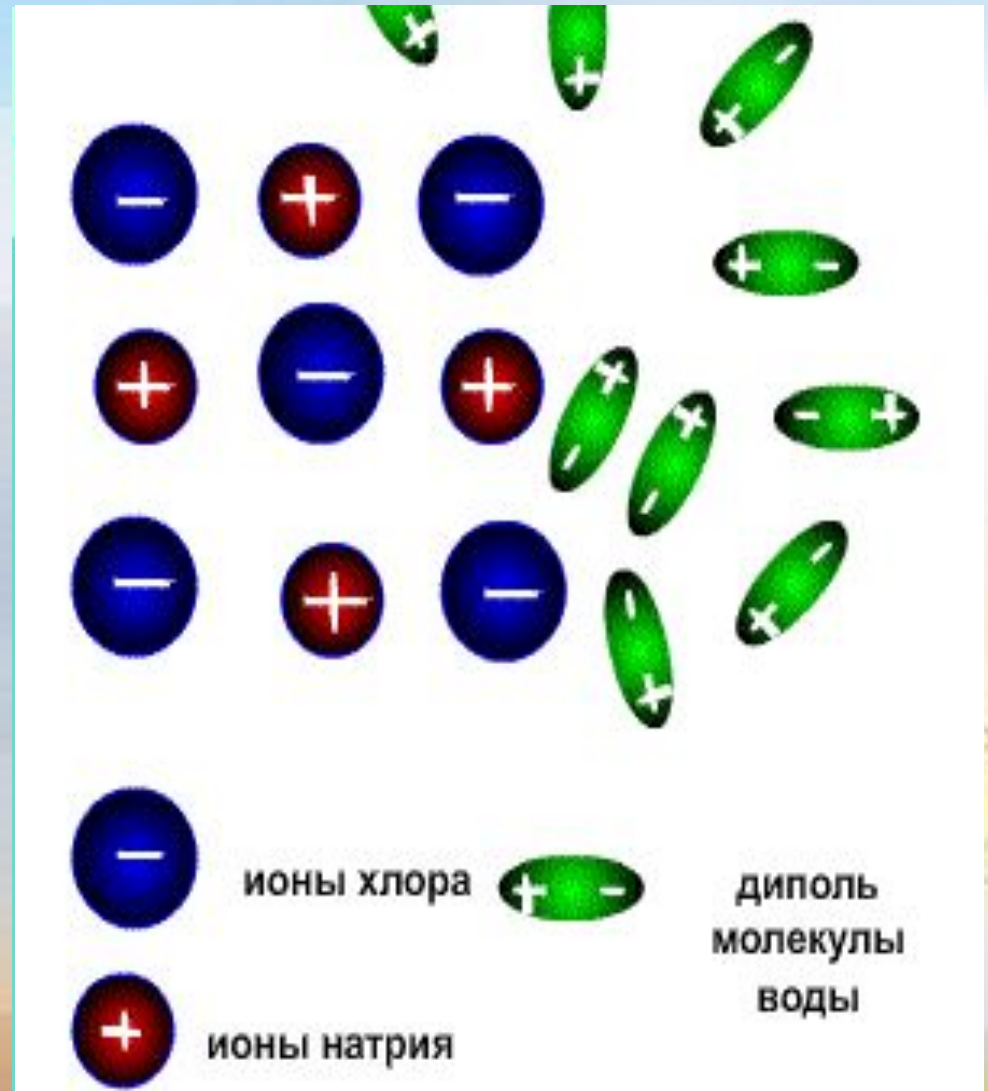 ионы хлора
диполь
молекулы
воды
ионы натрия